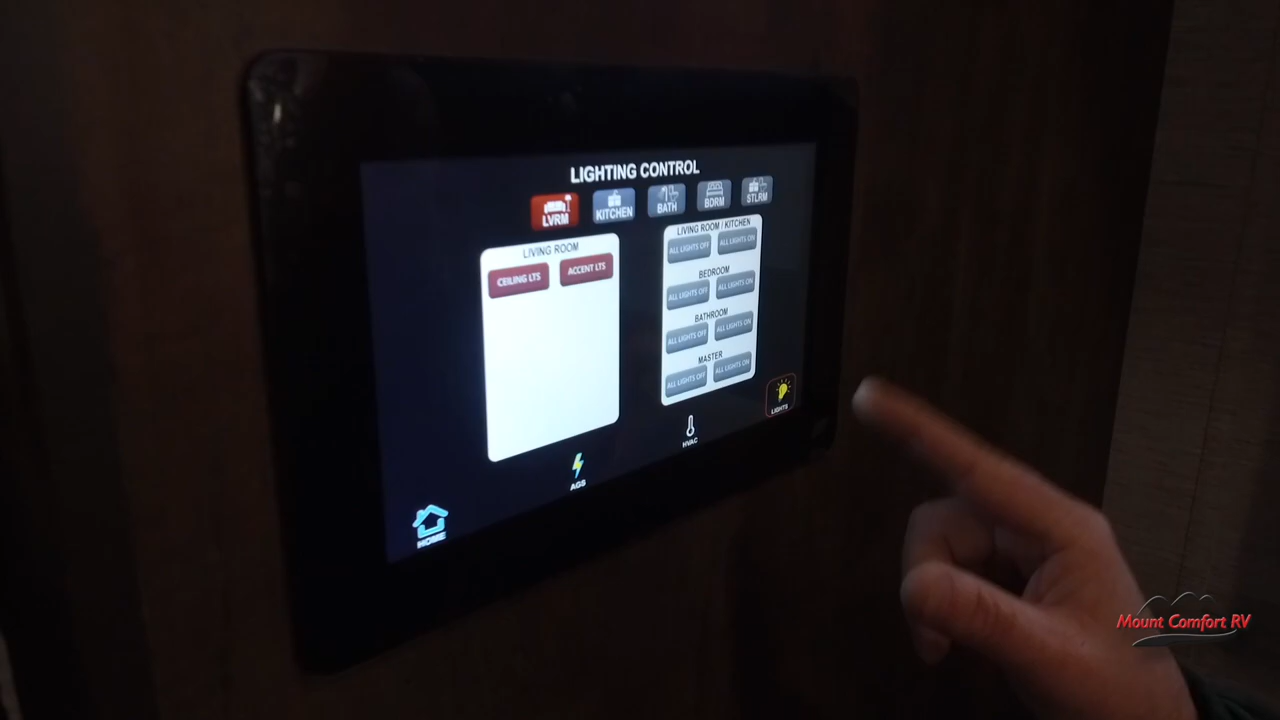 LIGHTING CONTROL
LVRM
KITCHEN
BATH
BDRM
STLRM
LIVING ROOM
CEILING LTS
ACCENT LTS
LIVING ROOM / KITCHEN
ALL LIGHTS OFF
ALL LIGHTS ON
BEDROOM
ALL LIGHTS OFF
ALL LIGHTS ON
BATHROOM
ALL LIGHTS OFF
ALL LIGHTS ON
MASTER
ALL LIGHTS OFF
ALL LIGHTS ON
HOME
AGS
HVAC
LIGHTS
Mount Comfort RV